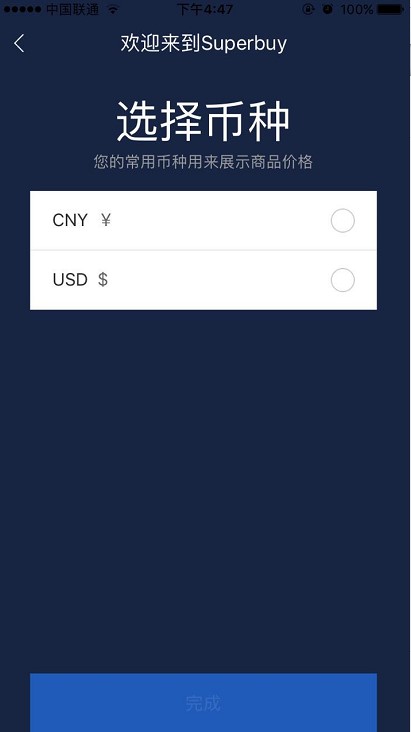 中国联通 下午4:47 100%
欢迎来到Superbuy
选择币种
您的常用币种用来展示商品价格
CNY ¥
USD $
完成